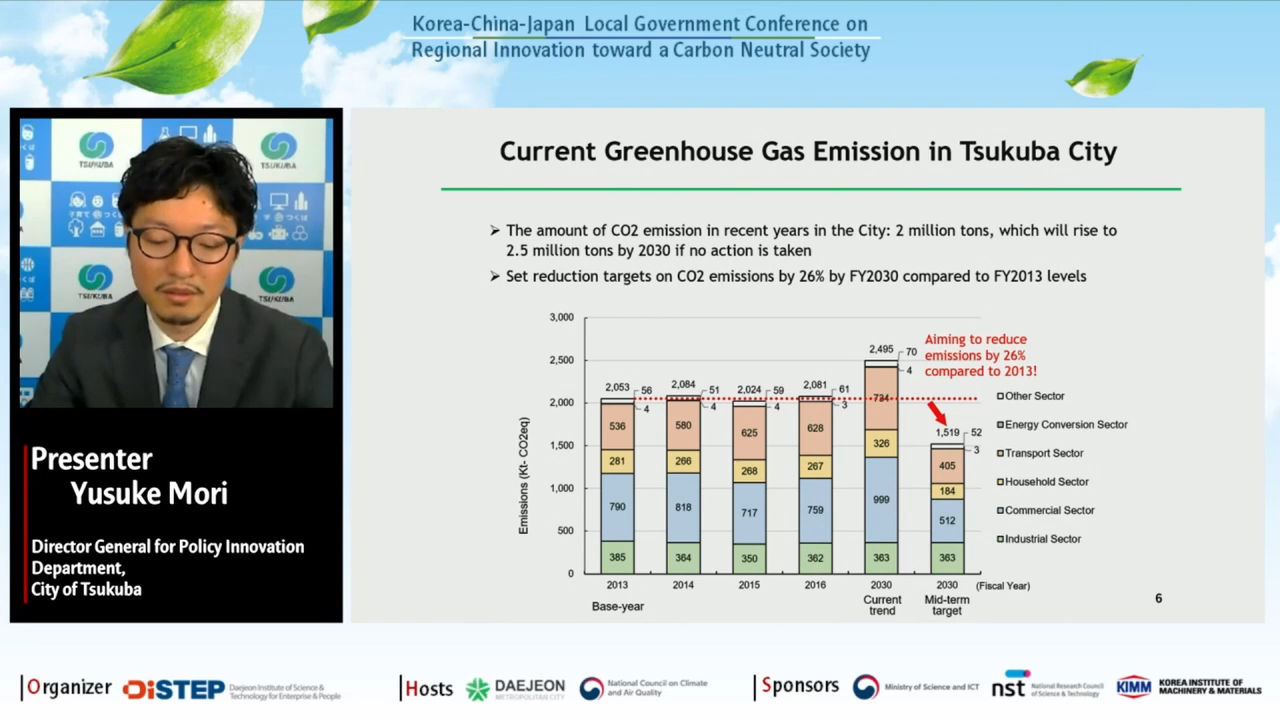 Korea-China-Japan Local Government Conference on
Regional Innovation toward a Carbon Neutral Society
TSUKUBA
TSUKUBA
TSUKUBA
TSUKUBA
Presenter
Yusuke Mori
Director General for Policy Innovation
Department,
City of Tsukuba
Current Greenhouse Gas Emission in Tsukuba City
➢ The amount of CO2 emission in recent years in the City: 2 million tons, which will rise to
2.5 million tons by 2030 if no action is taken
➢ Set reduction targets on CO2 emissions by 26% by FY2030 compared to FY2013 levels
Emissions (Kt- CO2eq)
3,000
2,500
2,000
1,500
1,000
500
0
2,053 56
4
536
281
790
385
2,084 51
4
580
266
818
364
2,024 59
4
625
268
717
350
2,081 61
3
628
267
759
362
2,495 70
4
734
326
999
363
1,519 52
3
405
184
512
363
Aiming to reduce
emissions by 26%
compared to 2013!
Other Sector
Energy Conversion Sector
Transport Sector
Household Sector
Commercial Sector
Industrial Sector
2013 2014 2015 2016 2030 2030 (Fiscal Year)
Base-year Current Mid-term
trend target
6
Organizer
DISTEP
Daejeon Institute of Science &
Technology for Enterprise & People
Hosts
DAEJEON
METROPOLITAN CITY
National Council on Climate
and Air Quality
Sponsors
Ministry of Science and ICT
nst
National Research Council
of Science & Technology
KIMM
KOREA INSTITUTE OF
MACHINERY & MATERIALS